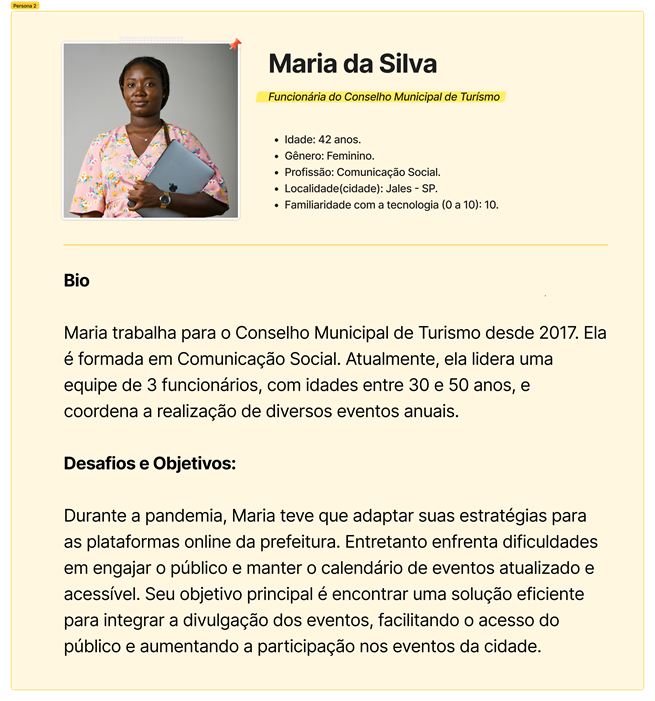 Persona 2
Maria da Silva
Funcionária do Conselho Municipal de Turísmo
• Idade: 42 anos.
• Gênero: Feminino.
• Profissão: Comunicação Social.
• Localidade(cidade): Jales - SP.
• Familiaridade com a tecnologia (0 a 10): 10.
Bio
Maria trabalha para o Conselho Municipal de Turismo desde 2017. Ela
é formada em Comunicação Social. Atualmente, ela lidera uma
equipe de 3 funcionários, com idades entre 30 e 50 anos, e
coordena a realização de diversos eventos anuais.
Desafios e Objetivos:
Durante a pandemia, Maria teve que adaptar suas estratégias para
as plataformas online da prefeitura. Entretanto enfrenta dificuldades
em engajar o público e manter o calendário de eventos atualizado e
acessível. Seu objetivo principal é encontrar uma solução eficiente
para integrar a divulgação dos eventos, facilitando o acesso do
público e aumentando a participação nos eventos da cidade.